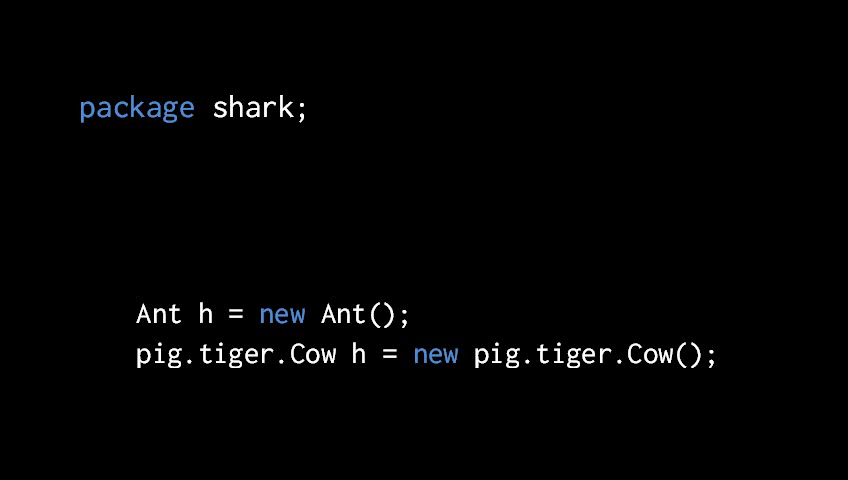 package shark;
Ant h = new Ant();
pig.tiger.Cow h = new pig.tiger.Cow();